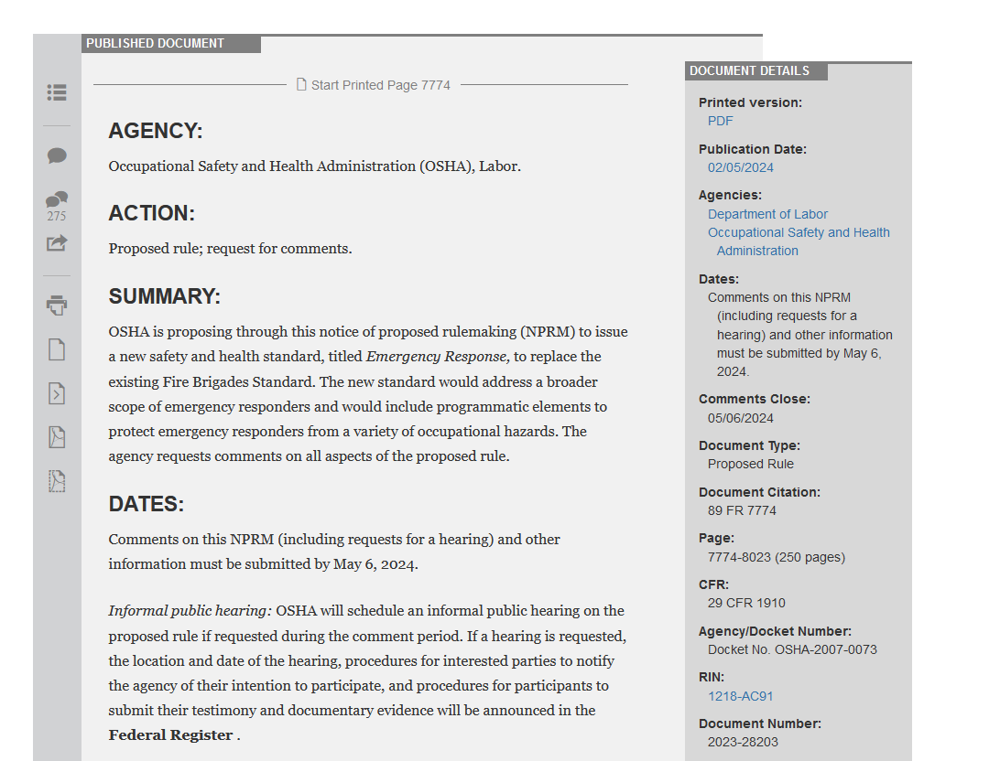 PUBLISHED DOCUMENT
Start Printed Page 7774
AGENCY:
Occupational Safety and Health Administration (OSHA), Labor.
ACTION:
Proposed rule; request for comments.
SUMMARY:
OSHA is proposing through this notice of proposed rulemaking (NPRM) to issue
a new safety and health standard, titled Emergency Response, to replace the
existing Fire Brigades Standard. The new standard would address a broader
scope of emergency responders and would include programmatic elements to
protect emergency responders from a variety of occupational hazards. The
agency requests comments on all aspects of the proposed rule.
DATES:
Comments on this NPRM (including requests for a hearing) and other
information must be submitted by May 6, 2024.
Informal public hearing: OSHA will schedule an informal public hearing on the
proposed rule if requested during the comment period. If a hearing is requested,
the location and date of the hearing, procedures for interested parties to notify
the agency of their intention to participate, and procedures for participants to
submit their testimony and documentary evidence will be announced in the
Federal Register .
275
DOCUMENT DETAILS
Printed version:
PDF
Publication Date:
02/05/2024
Agencies:
Department of Labor
Occupational Safety and Health
Administration
Dates:
Comments on this NPRM
(including requests for a
hearing) and other information
must be submitted by May 6,
2024.
Comments Close:
05/06/2024
Document Type:
Proposed Rule
Document Citation:
89 FR 7774
Page:
7774-8023 (250 pages)
CFR:
29 CFR 1910
Agency/Docket Number:
Docket No. OSHA-2007-0073
RIN:
1218-AC91
Document Number:
2023-28203